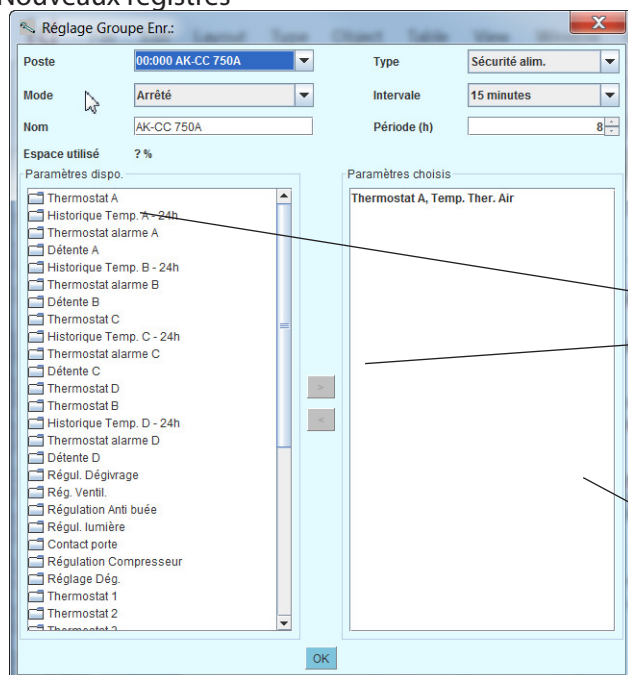 Nouveaux registres
Réglage Groupe Enr.:
Poste 00:000 AK-CC 750A Type Sécurité alim.
Mode Arrêté Intervale 15 minutes
Nom AK-CC 750A Période (h) 8
Espace utilisé ? %
Paramètres dispo. Paramètres choisis
Thermostat A Thermostat A, Temp. Ther. Air
Historique Temp. A - 24h
Thermostat alarme A
Détente A
Historique Temp. B - 24h
Thermostat alarme B
Détente B
Thermostat C
Historique Temp. C - 24h
Thermostat alarme C
Détente C
Thermostat D
>
Thermostat B
Historique Temp. D - 24h
<
Thermostat alarme D
Détente D
Régul. Dégivrage
Rég. Ventil.
Régulation Anti buée
Régul. lumière
Contact porte
Régulation Compresseur
Réglage Dég.
Thermostat 1
Thermostat 2
OK